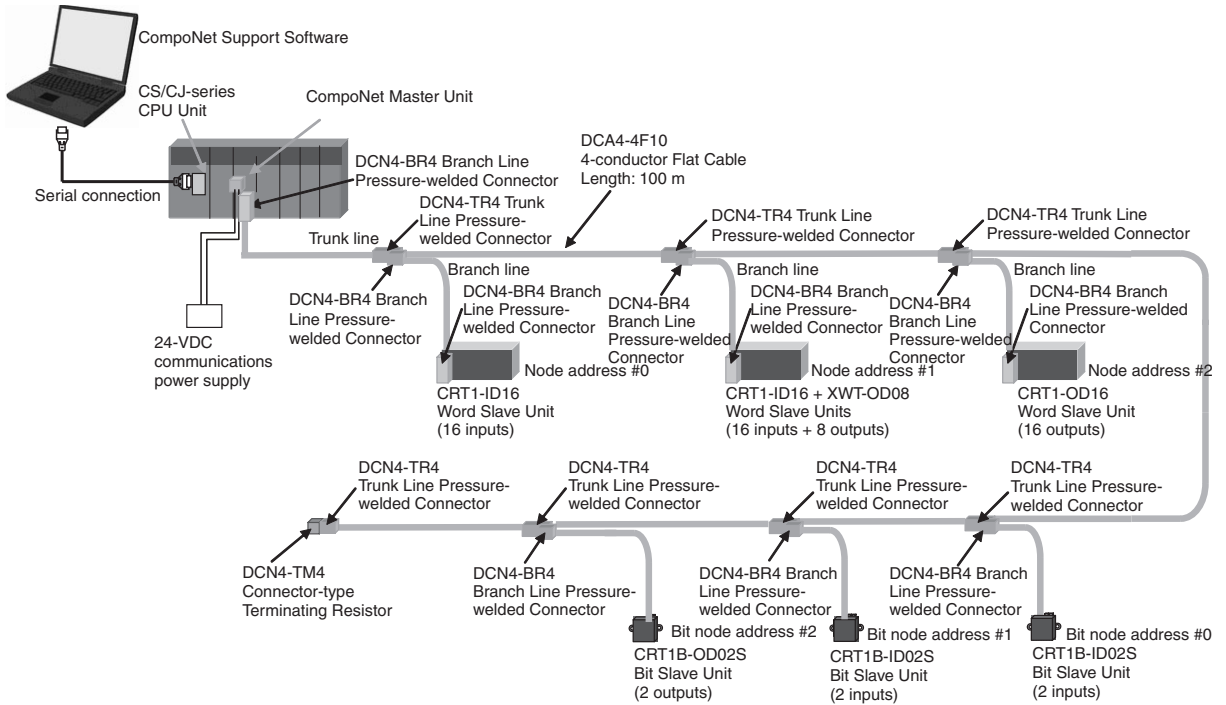 CompoNet Support Software
CS/CJ-series
CPU Unit
CompoNet Master Unit
Serial connection
DCN4-BR4 Branch Line
Pressure-welded Connector
DCN4-TR4 Trunk
Line Pressure-
welded Connector
DCA4-4F10
4-conductor Flat Cable
Length: 100 m
DCN4-TR4 Trunk Line
Pressure-welded Connector
DCN4-TR4 Trunk Line
Pressure-welded Connector
Trunk line
24-VDC
communications
power supply
DCN4-BR4 Branch
Line Pressure-
welded Connector
Branch line
DCN4-BR4 Branch
Line Pressure-
welded Connector
Node address #0
CRT1-ID16
Word Slave Unit
(16 inputs)
DCN4-BR4
Branch Line
Pressure-welded
Connector
Branch line
DCN4-BR4 Branch
Line Pressure-
welded Connector
Node address #1
CRT1-ID16 + XWT-OD08
Word Slave Units
(16 inputs + 8 outputs)
DCN4-BR4
Branch Line
Pressure-welded
Connector
Branch line
DCN4-BR4 Branch
Line Pressure-welded
Connector
Node address #2
CRT1-OD16
Word Slave Unit
(16 outputs)
DCN4-TR4
Trunk Line Pressure-
welded Connector
DCN4-TR4
Trunk Line Pressure-
welded Connector
DCN4-TR4
Trunk Line Pressure-
welded Connector
DCN4-TR4
Trunk Line Pressure-
welded Connector
DCN4-TM4
Connector-type
Terminating Resistor
DCN4-BR4
Branch Line Pressure-
welded Connector
Bit node address #2
CRT1B-OD02S
Bit Slave Unit
(2 outputs)
DCN4-BR4 Branch
Line Pressure-
welded Connector
Bit node address #1
CRT1B-ID02S
Bit Slave Unit
(2 inputs)
DCN4-BR4 Branch
Line Pressure-
welded Connector
Bit node address #0
CRT1B-ID02S
Bit Slave Unit
(2 inputs)